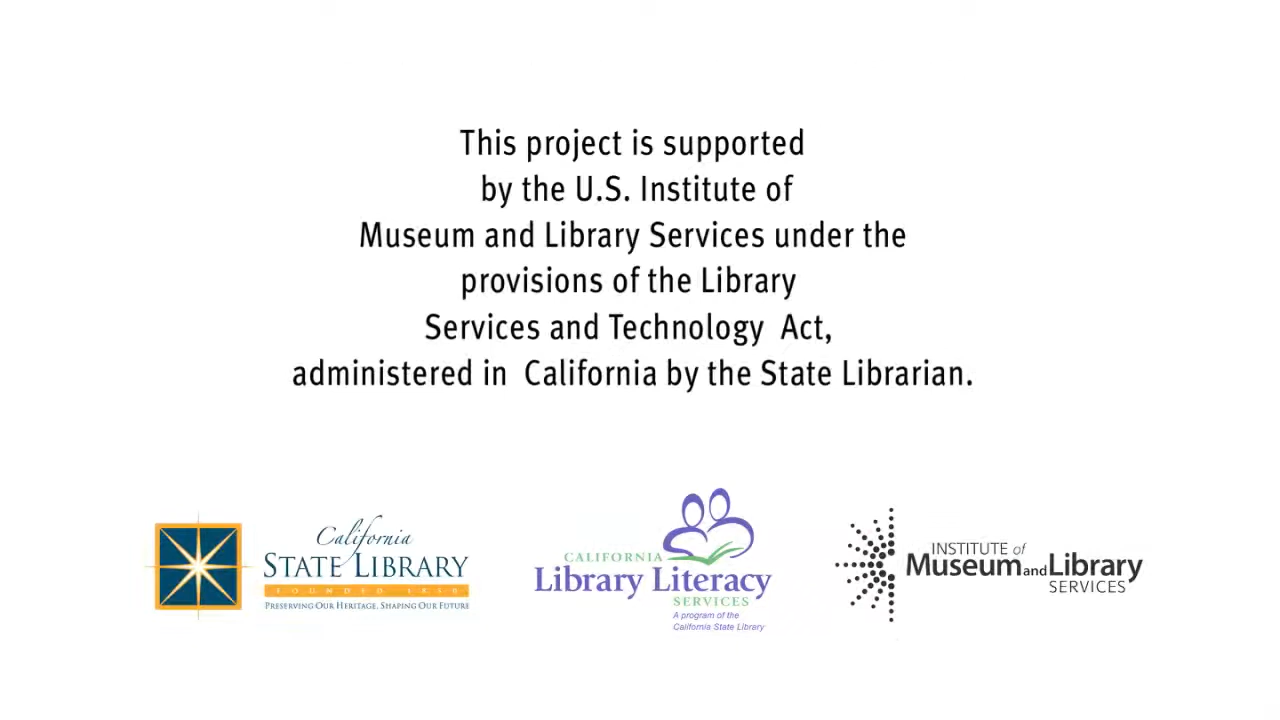 This project is supported
by the U.S. Institute of
Museum and Library Services under the
provisions of the Library
Services and Technology Act,
administered in California by the State Librarian.
California
STATE LIBRARY
FOUNDED 1850
PRESERVING OUR HERITAGE, SHAPING OUR FUTURE
CALIFORNIA
Library Literacy
SERVICES
A program of the
California State Library
INSTITUTE of
Museum and Library
SERVICES